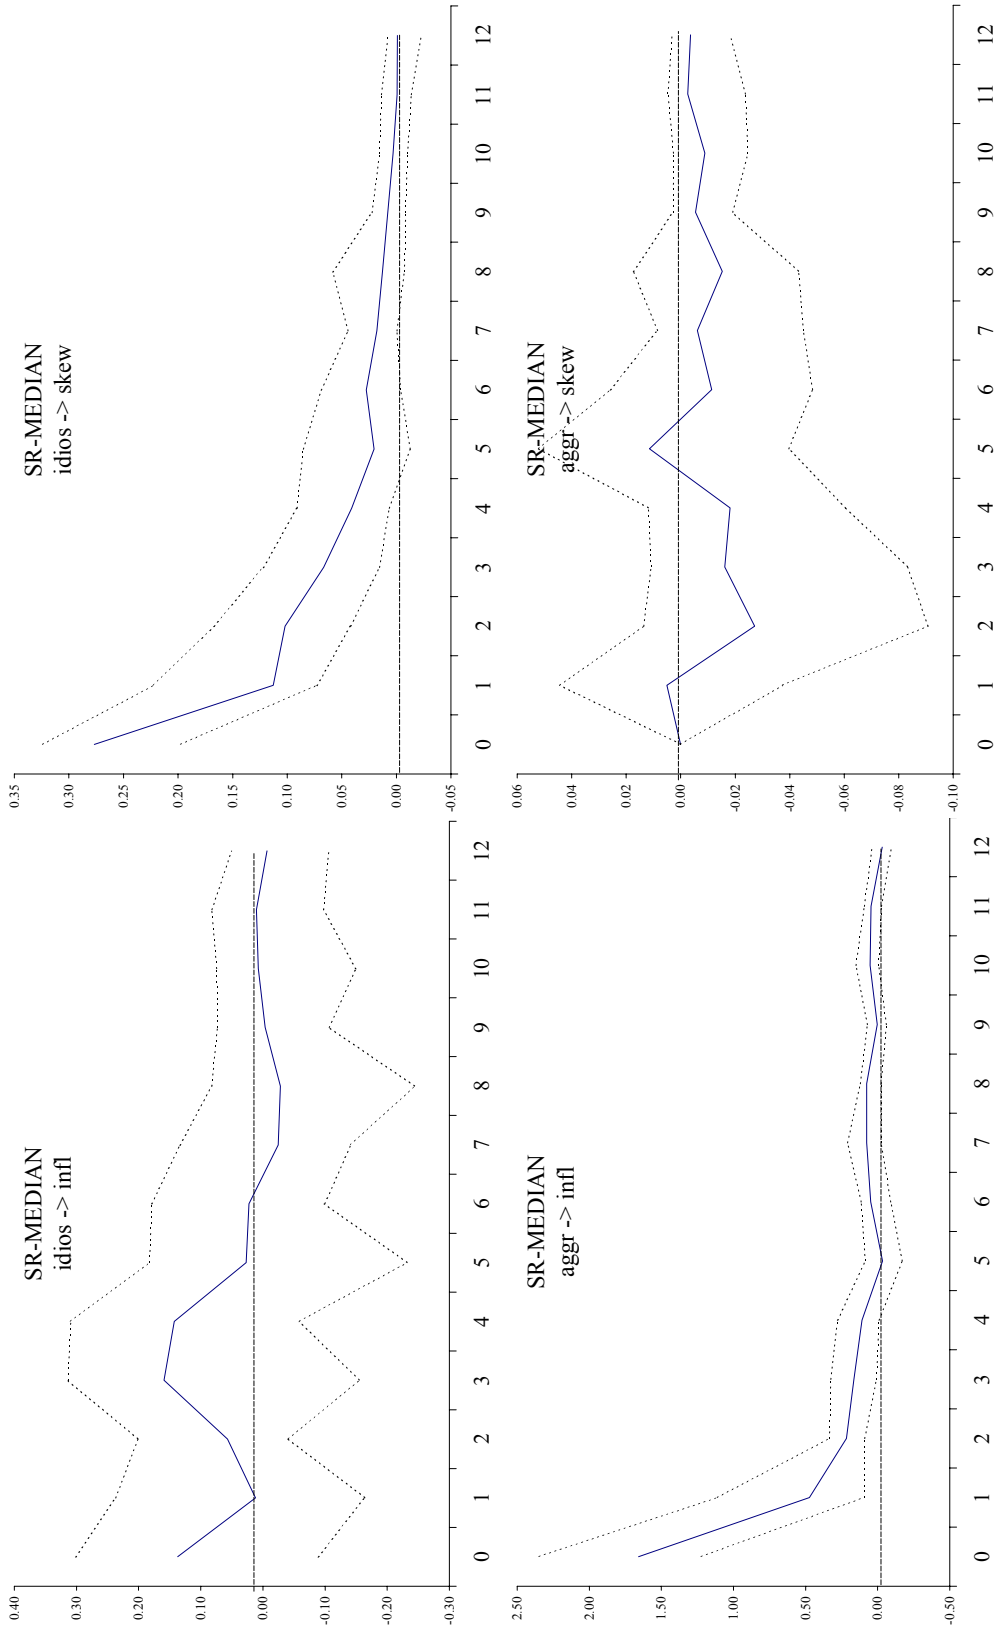 SR-MEDIAN
idios -> infl
0.40
0.30
0.20
0.10
0.00
-0.10
-0.20
-0.30
0 1 2 3 4 5 6 7 8 9 10 11 12
SR-MEDIAN
idios -> skew
0.35
0.30
0.25
0.20
0.15
0.10
0.05
0.00
-0.05
0 1 2 3 4 5 6 7 8 9 10 11 12
SR-MEDIAN
aggr -> infl
2.50
2.00
1.50
1.00
0.50
0.00
-0.50
0 1 2 3 4 5 6 7 8 9 10 11 12
SR-MEDIAN
aggr -> skew
0.06
0.04
0.02
0.00
-0.02
-0.04
-0.06
-0.08
-0.10
0 1 2 3 4 5 6 7 8 9 10 11 12